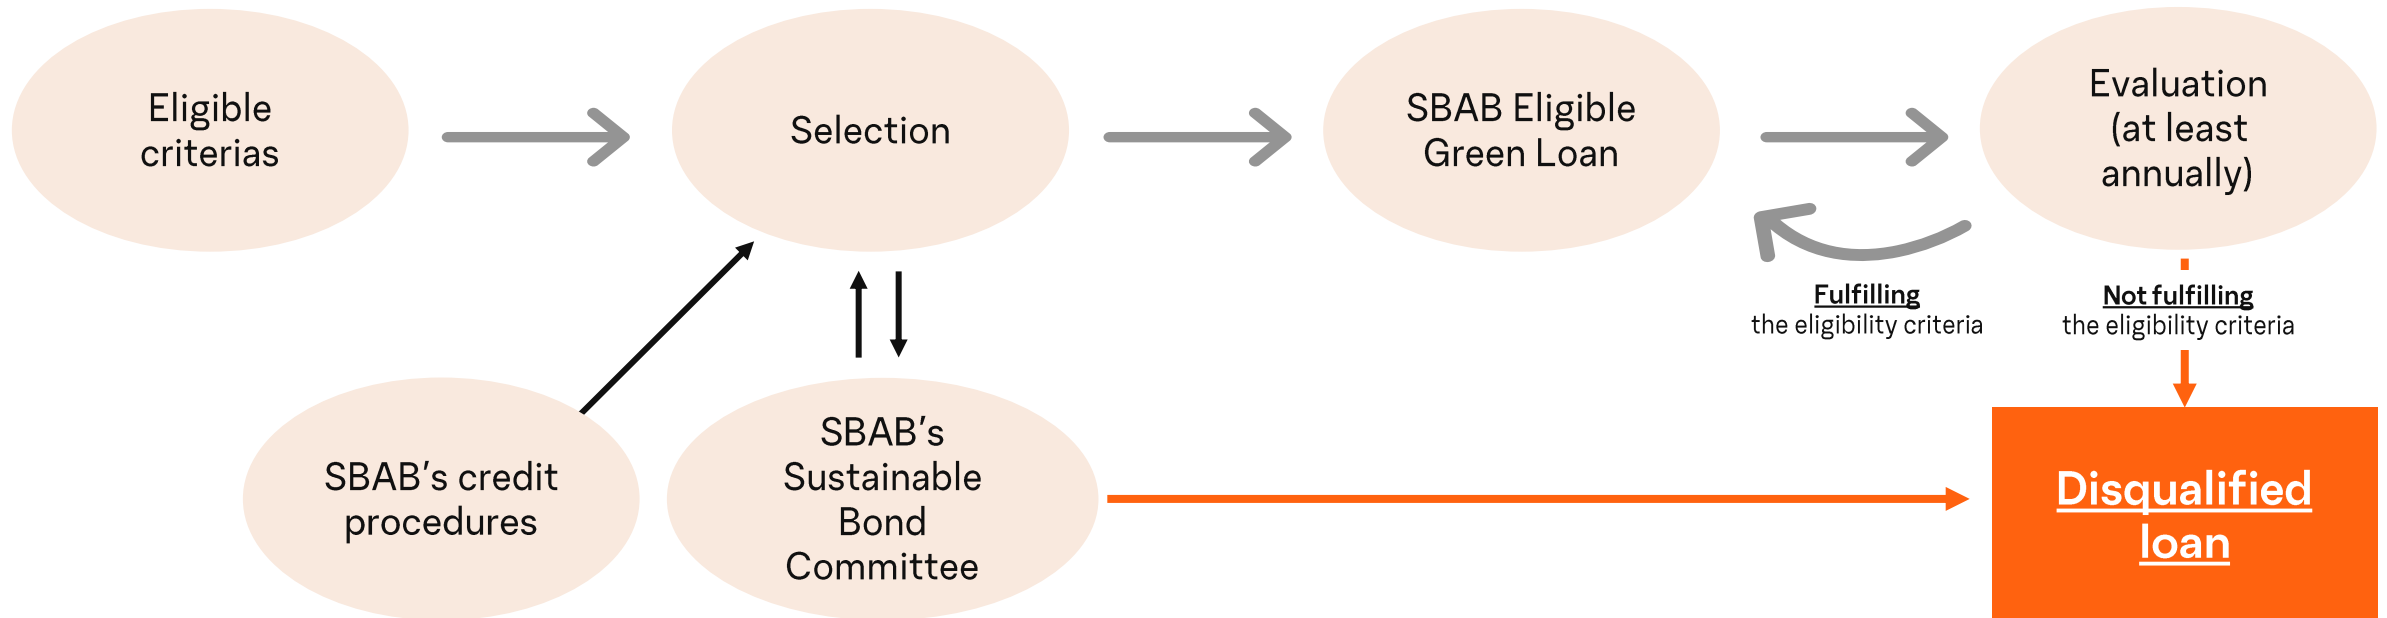 Eligible
criterias
Selection
SBAB Eligible
Green Loan
Evaluation
(at least
annually)
Fulfilling
the eligibility criteria
Not fulfilling
the eligibility criteria
SBAB’s credit
procedures
SBAB’s
Sustainable
Bond
Committee
Disqualified
loan